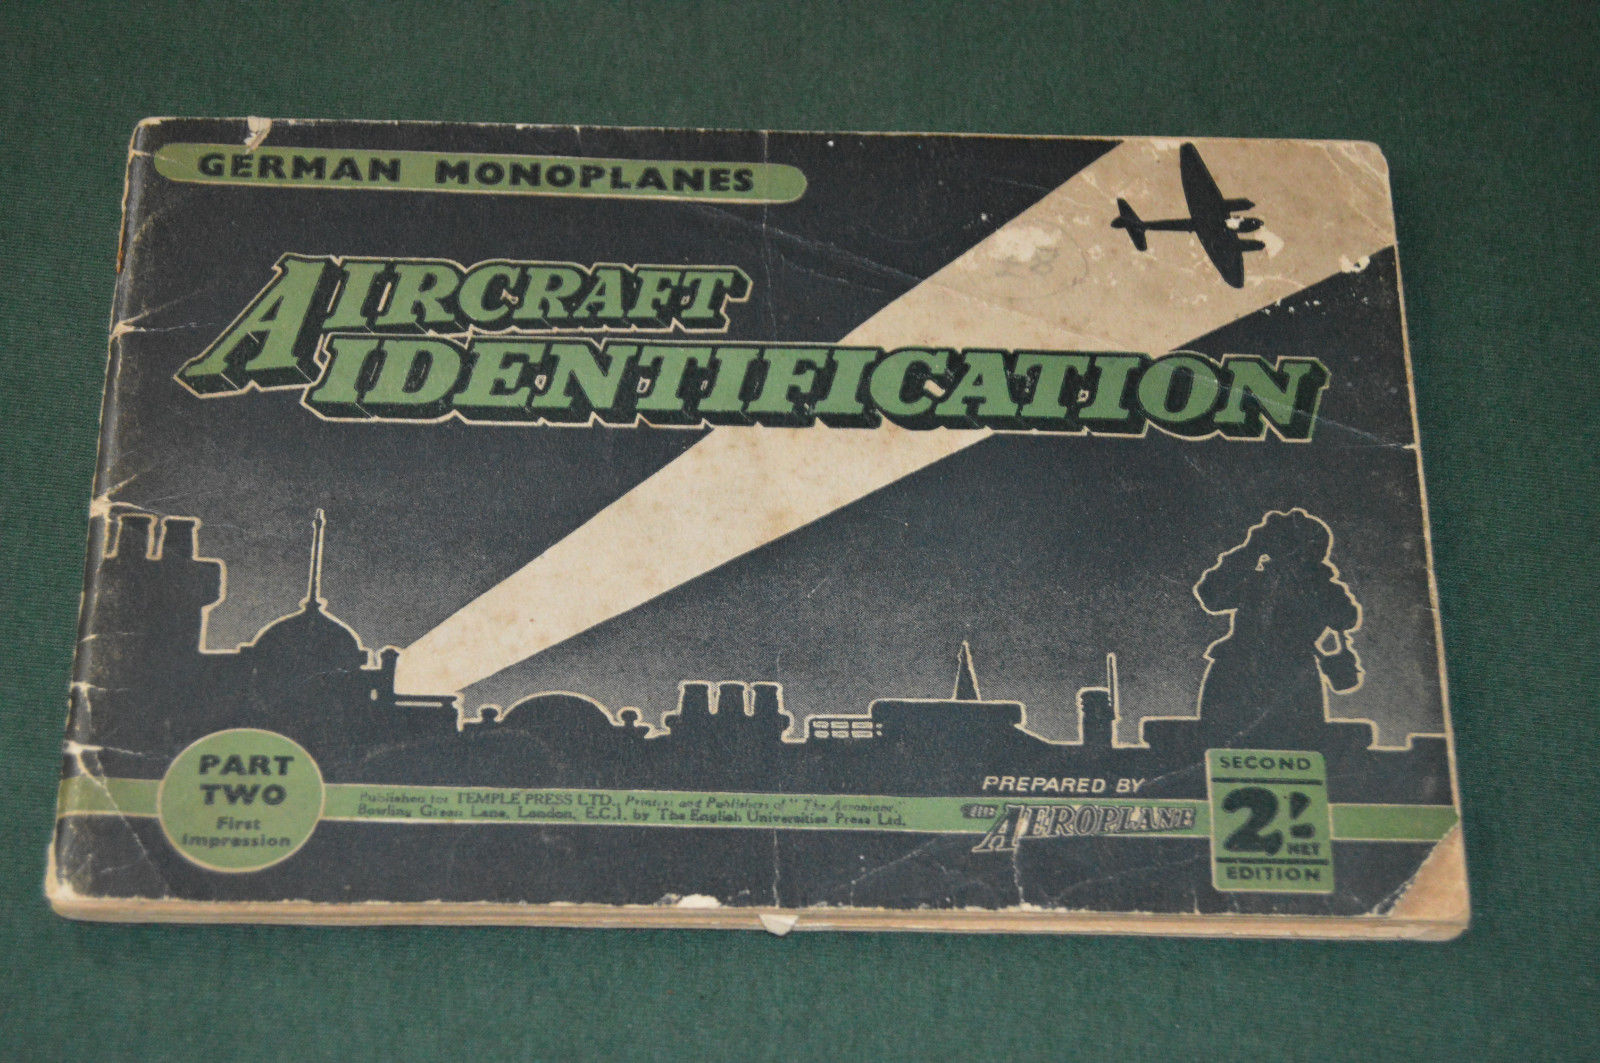 GERMAN MONOPLANES
AIRCRAFT
IDENTIFICATION
PART
TWO
First
Impression
Published for TEMPLE PRESS LTD., Printers and Publishers of "The Aeroplane,"
Bowling Green Lane, London, E.C.1, by The English Universities Press Ltd.
PREPARED BY
THE AEROPLANE
SECOND
2/-
NET
EDITION